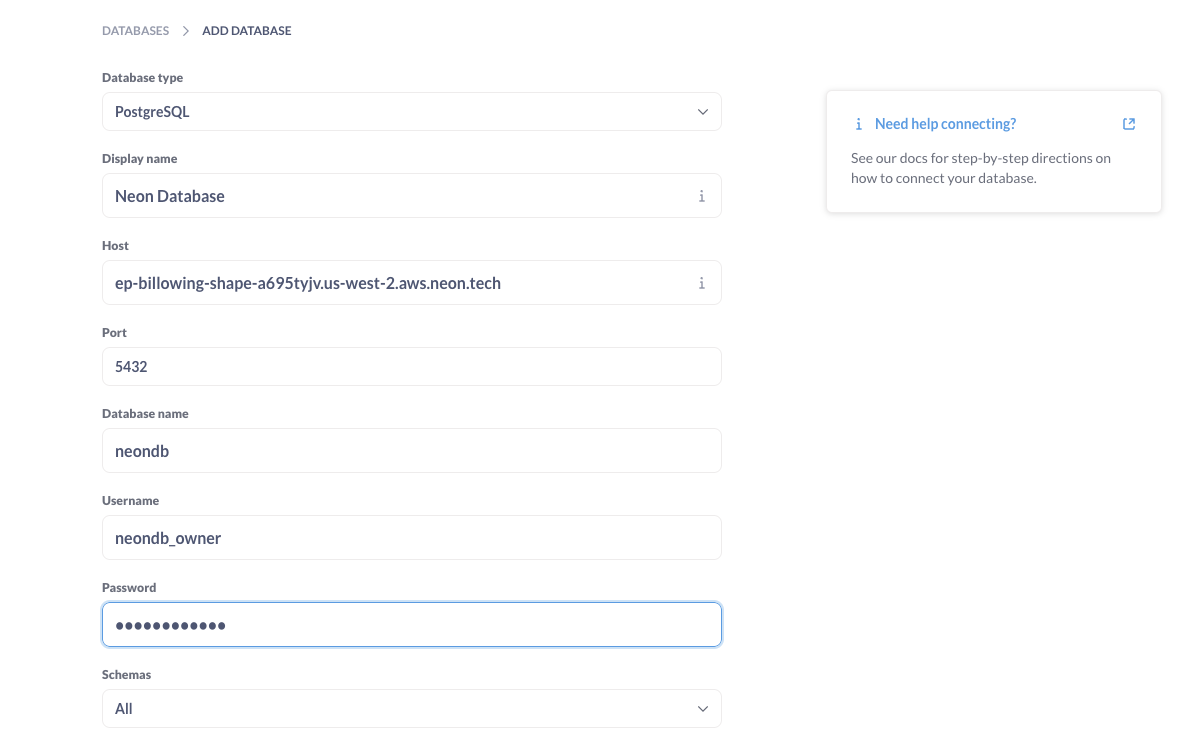 DATABASES > ADD DATABASE
Database type
PostgreSQL
Need help connecting?
See our docs for step-by-step directions on
how to connect your database.
Display name
Neon Database
Host
ep-billowing-shape-a695tyjv.us-west-2.aws.neon.tech
Port
5432
Database name
neondb
Username
neondb_owner
Password
••••••••••••
Schemas
All